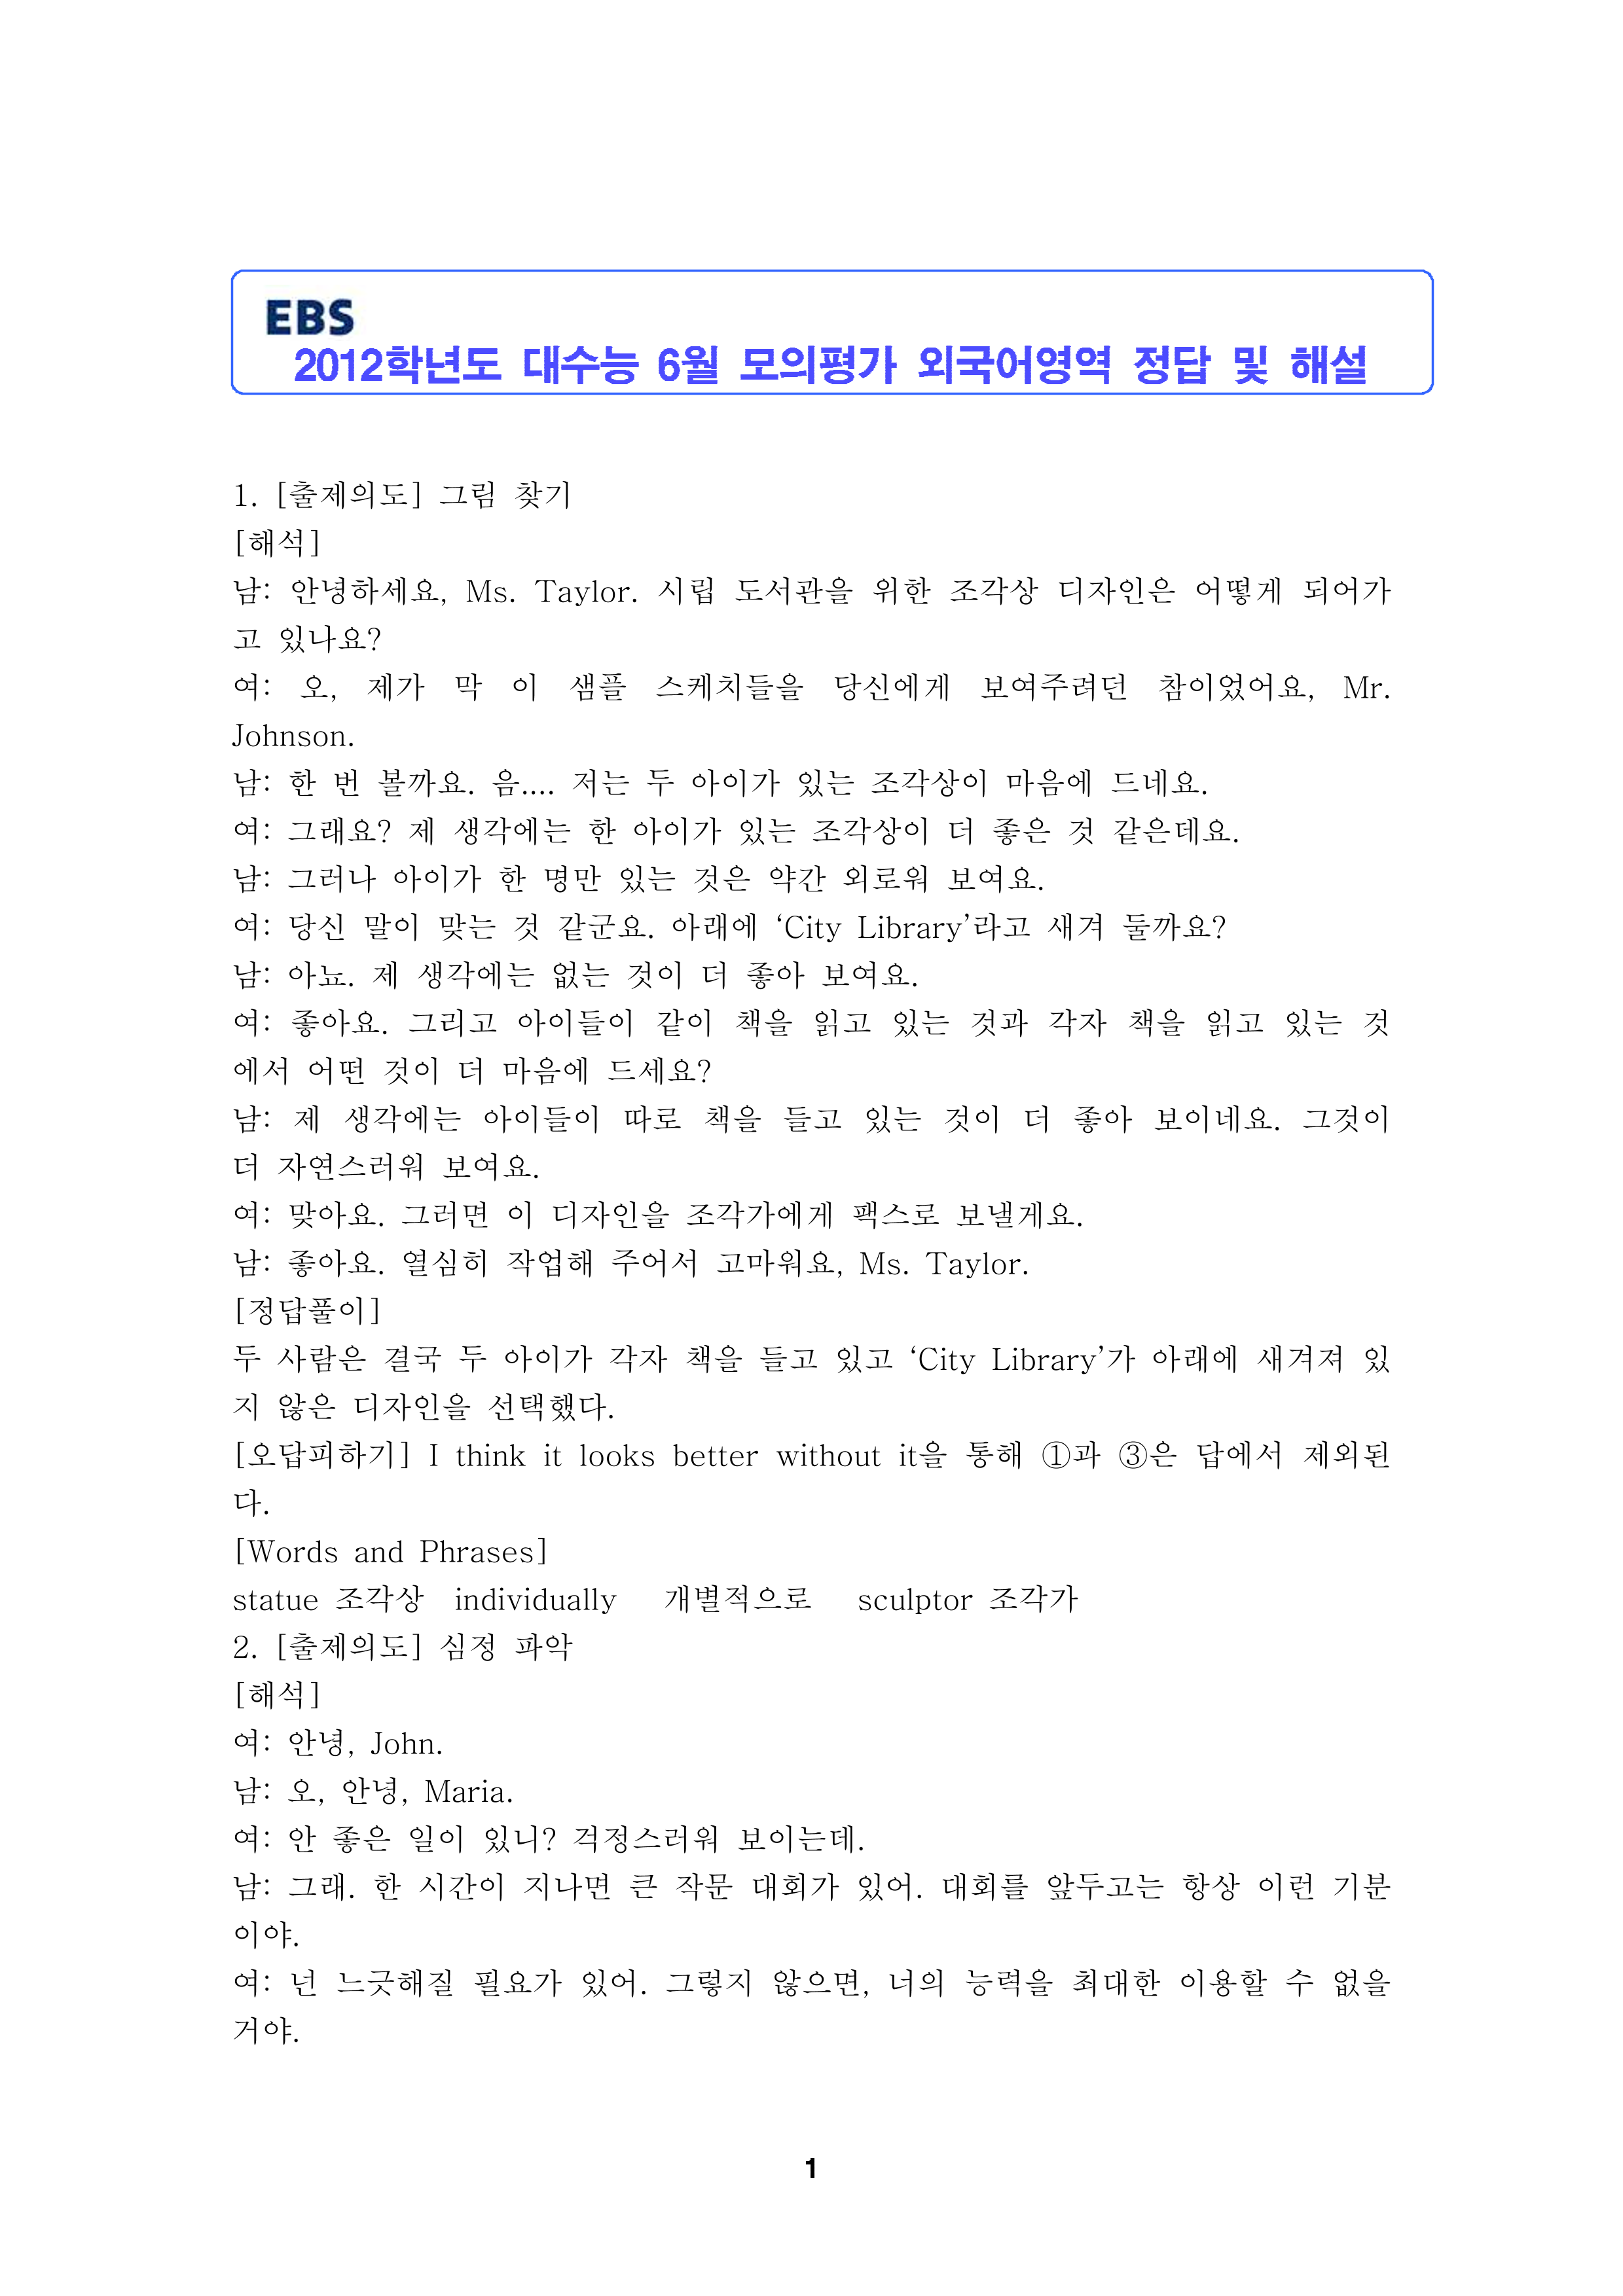 EBS
2012학년도 대수능 6월 모의평가 외국어영역 정답 및 해설
1. [출제의도] 그림 찾기
[해석]
남: 안녕하세요, Ms. Taylor. 시립 도서관을 위한 조각상 디자인은 어떻게 되어가
고 있나요?
여: 오, 제가 막 이 샘플 스케치들을 당신에게 보여주려던 참이었어요, Mr.
Johnson.
남: 한 번 볼까요. 음.... 저는 두 아이가 있는 조각상이 마음에 드네요.
여: 그래요? 제 생각에는 한 아이가 있는 조각상이 더 좋은 것 같은데요.
남: 그러나 아이가 한 명만 있는 것은 약간 외로워 보여요.
여: 당신 말이 맞는 것 같군요. 아래에 ‘City Library’라고 새겨 둘까요?
남: 아뇨. 제 생각에는 없는 것이 더 좋아 보여요.
여: 좋아요. 그리고 아이들이 같이 책을 읽고 있는 것과 각자 책을 읽고 있는 것
에서 어떤 것이 더 마음에 드세요?
남: 제 생각에는 아이들이 따로 책을 들고 있는 것이 더 좋아 보이네요. 그것이
더 자연스러워 보여요.
여: 맞아요. 그러면 이 디자인을 조각가에게 팩스로 보낼게요.
남: 좋아요. 열심히 작업해 주어서 고마워요, Ms. Taylor.
[정답풀이]
두 사람은 결국 두 아이가 각자 책을 들고 있고 ‘City Library’가 아래에 새겨져 있
지 않은 디자인을 선택했다.
[오답피하기] I think it looks better without it을 통해 ①과 ③은 답에서 제외된
다.
[Words and Phrases]
statue 조각상 individually 개별적으로 sculptor 조각가
2. [출제의도] 심정 파악
[해석]
여: 안녕, John.
남: 오, 안녕, Maria.
여: 안 좋은 일이 있니? 걱정스러워 보이는데.
남: 그래. 한 시간이 지나면 큰 작문 대회가 있어. 대회를 앞두고는 항상 이런 기분
이야.
여: 넌 느긋해질 필요가 있어. 그렇지 않으면, 너의 능력을 최대한 이용할 수 없을
거야.
1